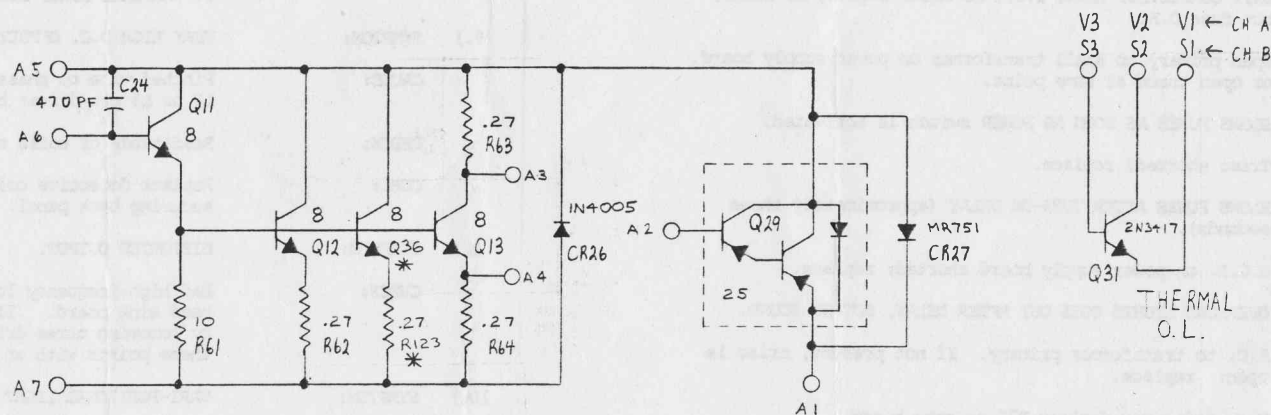 V3 V2 V1 ← CH A
S3 S2 S1 ← CH B
A5
C24
470PF
Q11
8
A6
.27
R63
A3
8
Q12
8
Q36
*
8
Q13
A4
1N4005
CR26
10
R61
.27
R62
.27
R123
*
.27
R64
A7
A2
Q29
25
MR751
CR27
A1
2N3417
Q31
THERMAL
O.L.